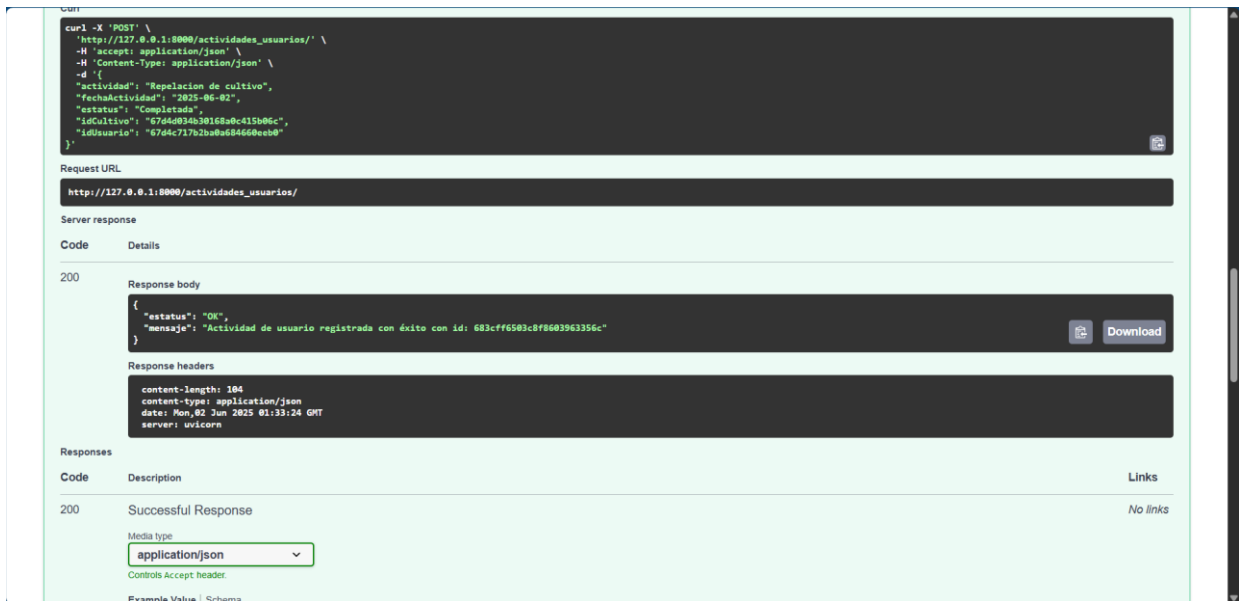 Curl
curl -X 'POST' \
'http://127.0.0.1:8000/actividades_usuarios/' \
-H 'accept: application/json' \
-H 'Content-Type: application/json' \
-d '{
"actividad": "Repelacion de cultivo",
"fechaActividad": "2025-06-02",
"estatus": "Completada",
"idCultivo": "67d4d034b30168a0c415b06c",
"idUsuario": "67d4c717b2ba0a684660eeb0"
}'
Request URL
http://127.0.0.1:8000/actividades_usuarios/
Server response
Code Details
200
Response body
{
"estatus": "OK",
"mensaje": "Actividad de usuario registrada con éxito con id: 683cff6503c8f8603963356c"
}
Download
Response headers
content-length: 104
content-type: application/json
date: Mon,02 Jun 2025 01:33:24 GMT
server: uvicorn
Responses
Code Description Links
200 Successful Response No links
Media type
application/json
Controls Accept header.
Example Value | Schema